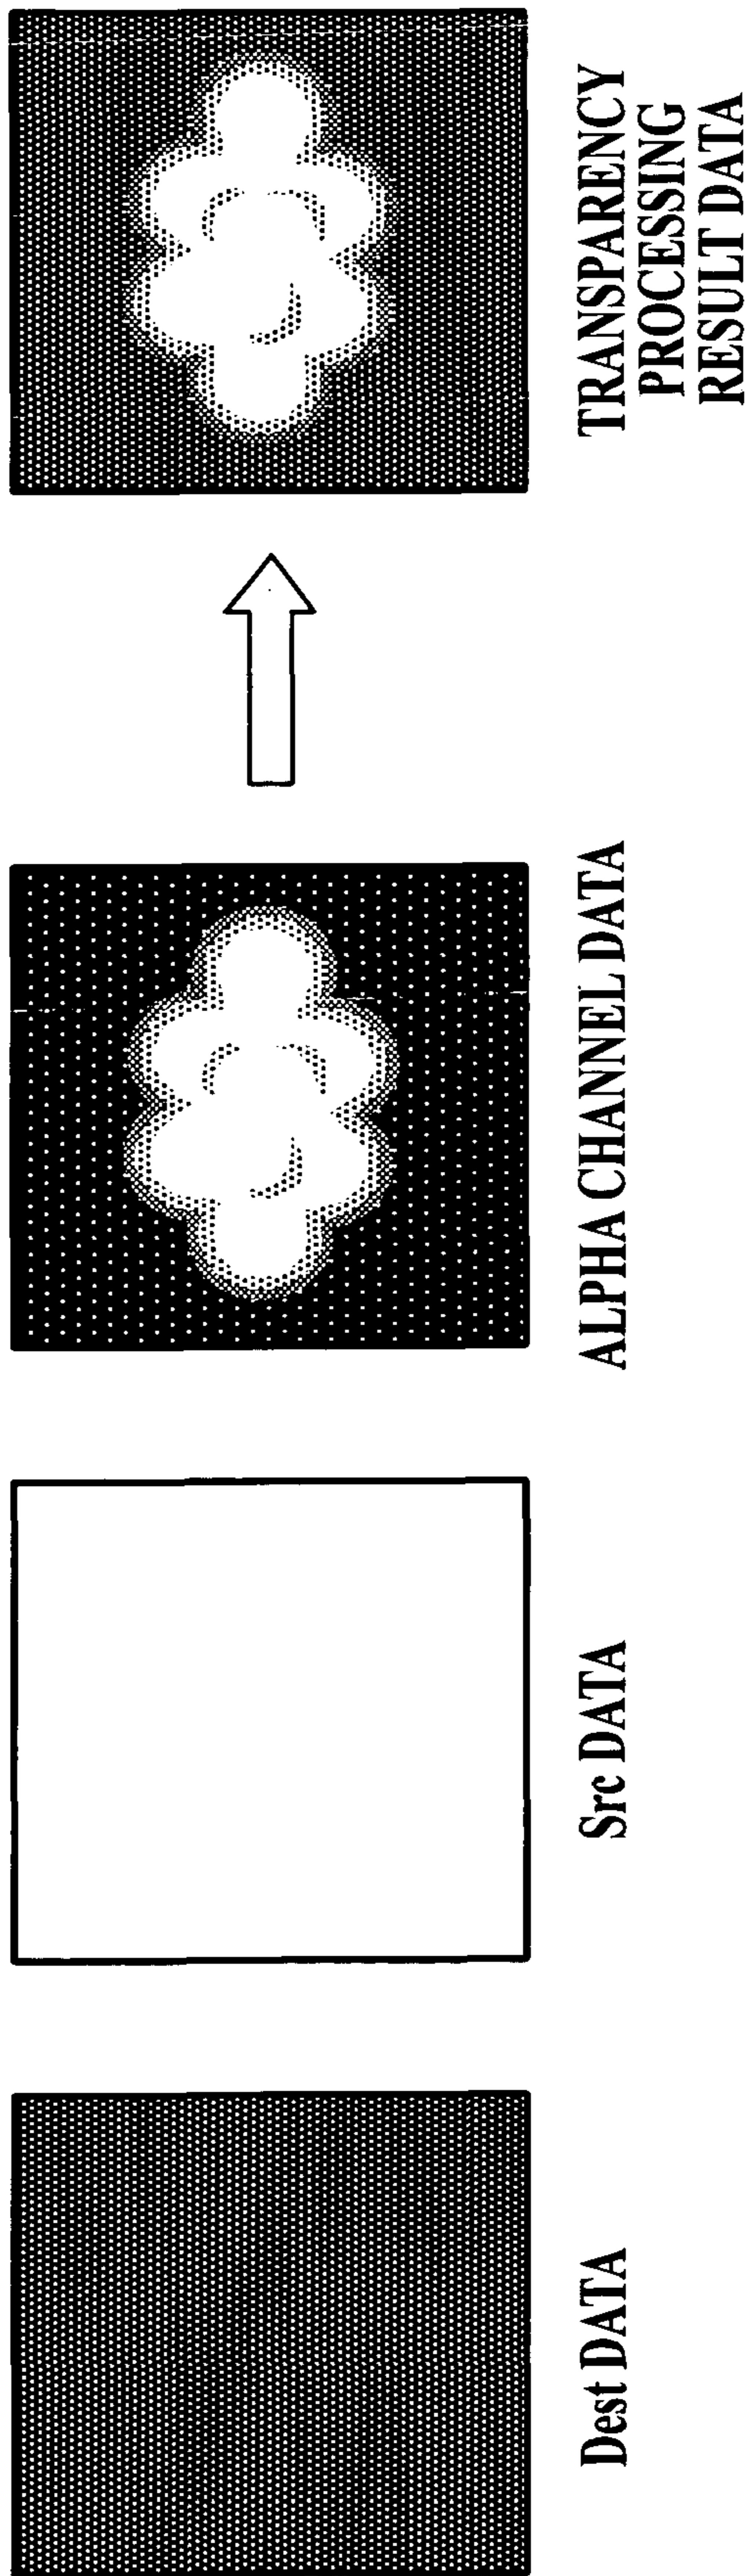 Dest DATA
Src DATA
ALPHA CHANNEL DATA
TRANSPARENCY
PROCESSING
RESULT DATA